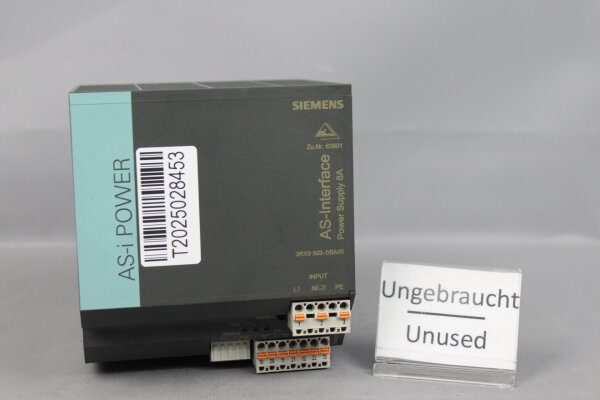 SIEMENS
Zu.Nr. 63801
AS-Interface
Power Supply 8A
3RX9 503-0BA00
INPUT
L1 N(L2) PE
AS-i POWER
T2025028453
Ungebraucht
Unused